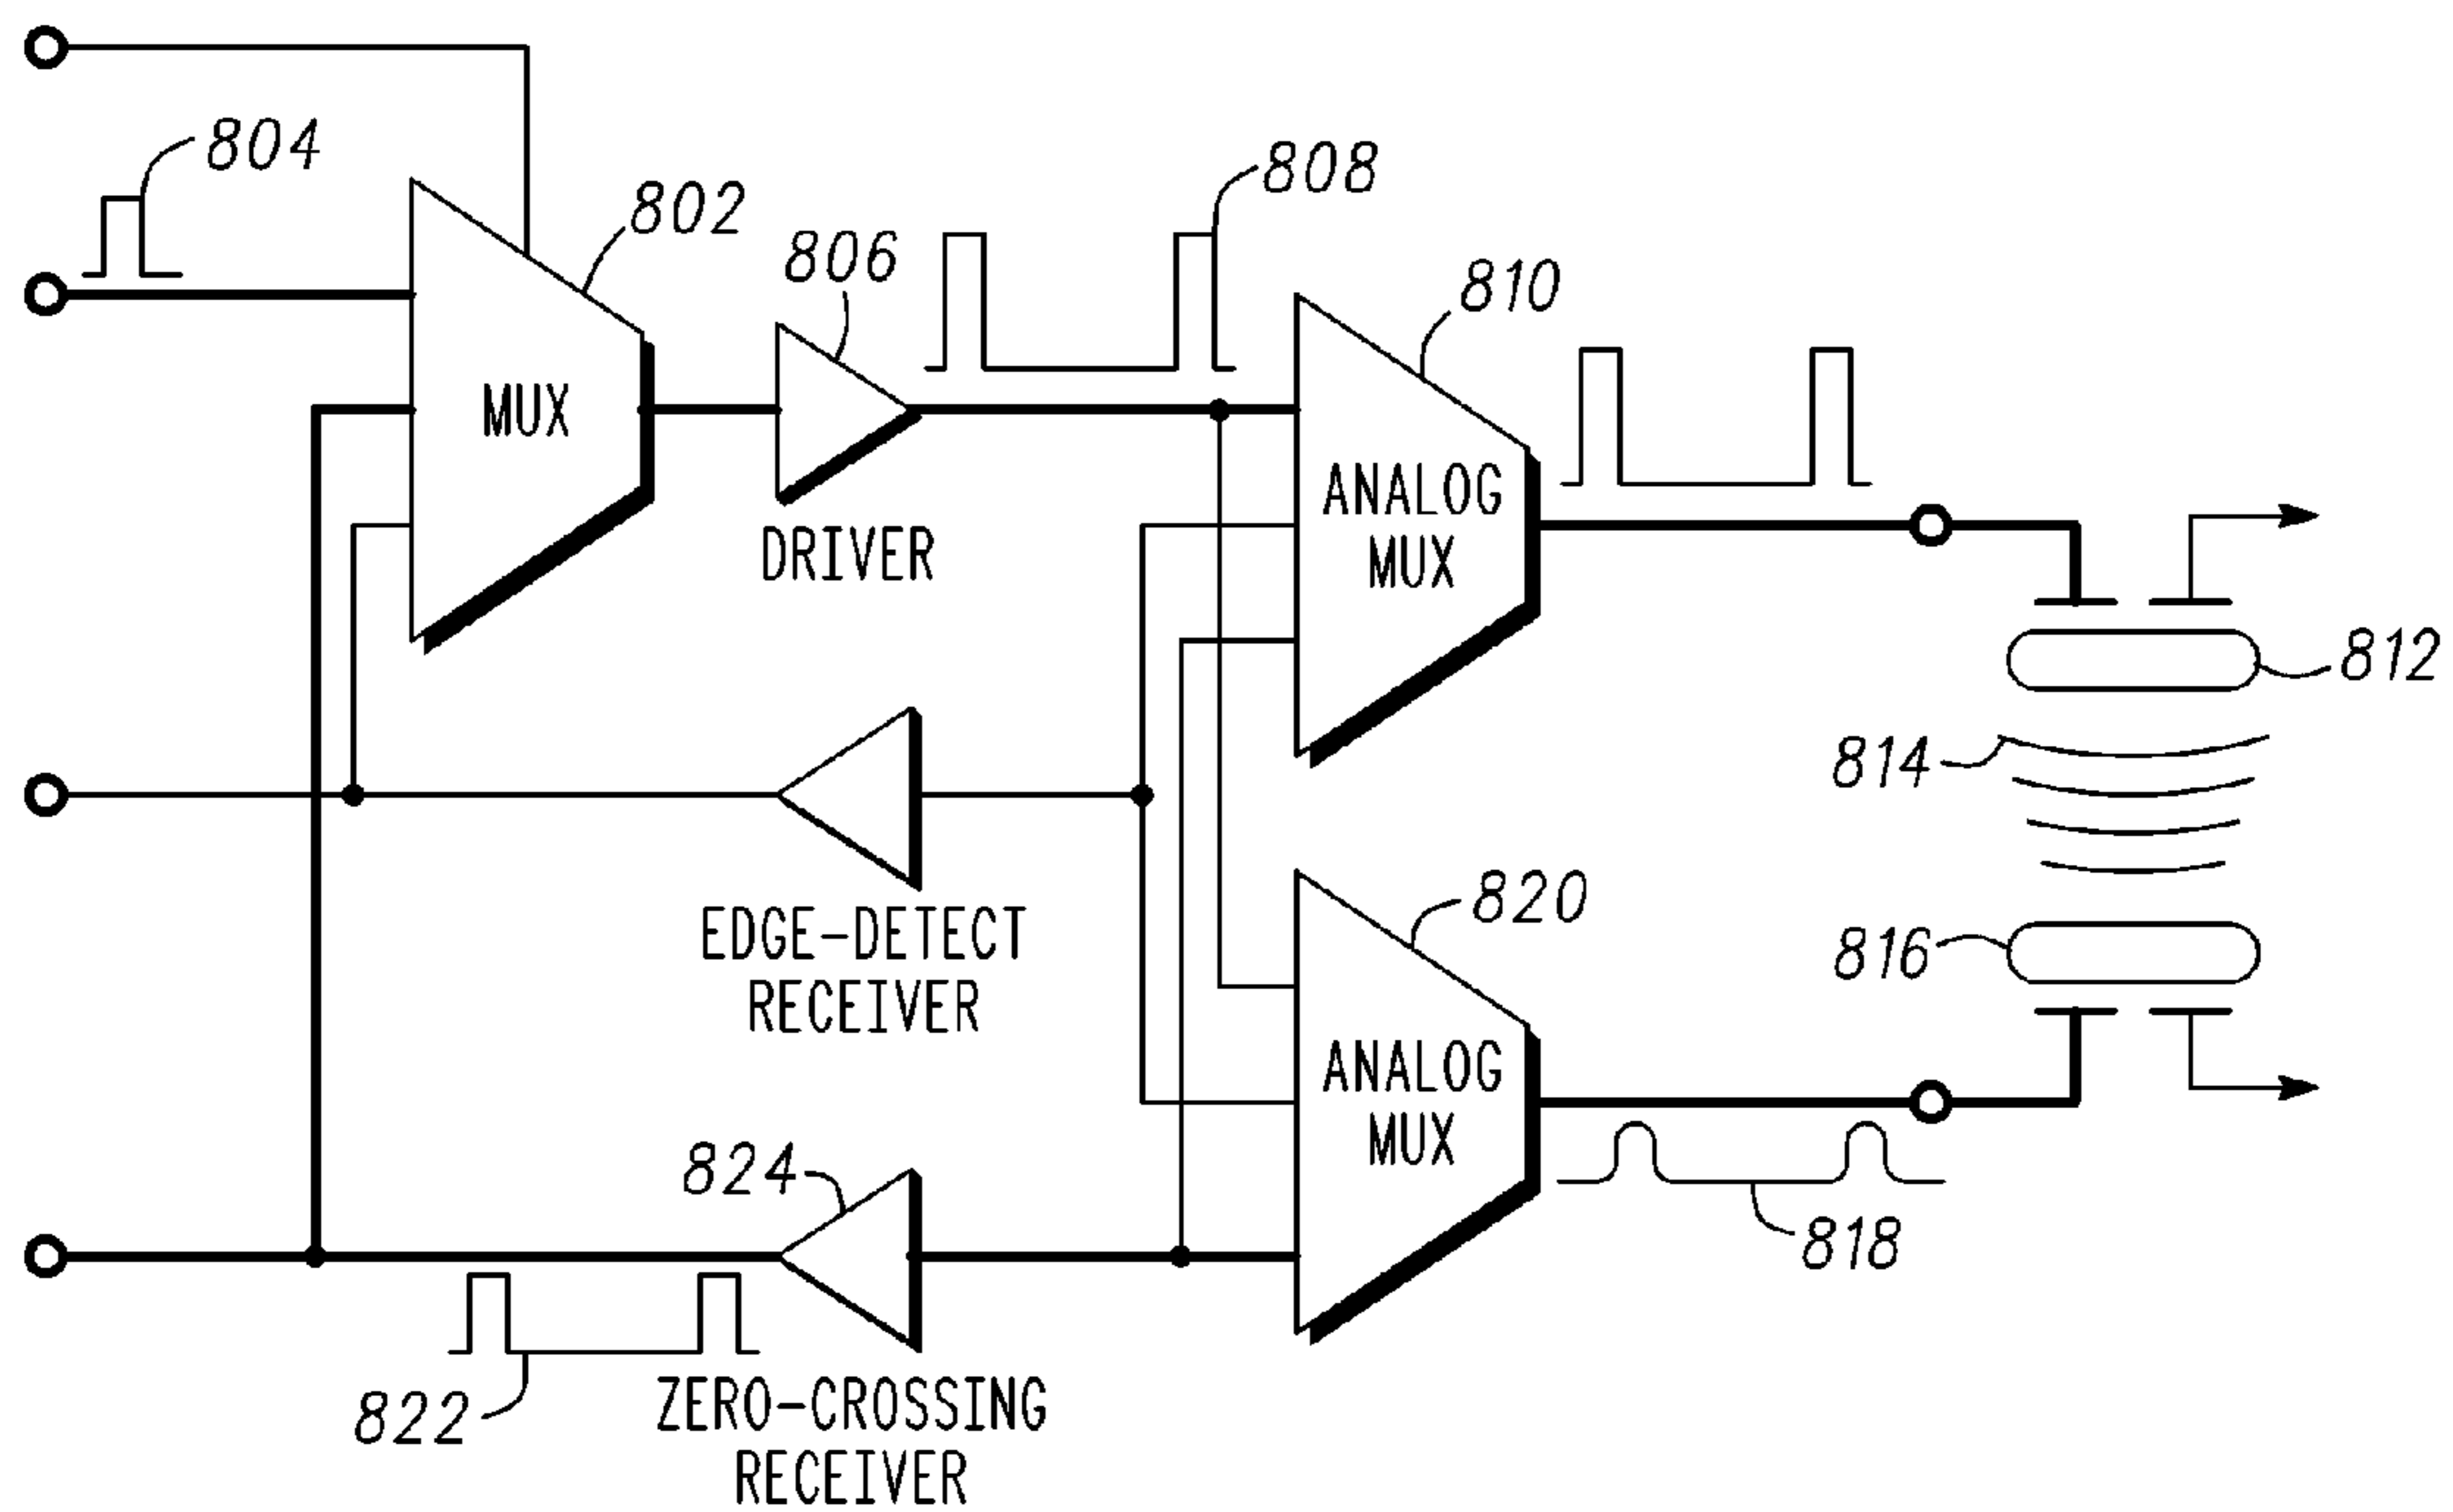 804
802
808
806
810
MUX
DRIVER
ANALOG
MUX
812
814
EDGE-DETECT
RECEIVER
820
816
ANALOG
MUX
824
818
822
ZERO-CROSSING
RECEIVER